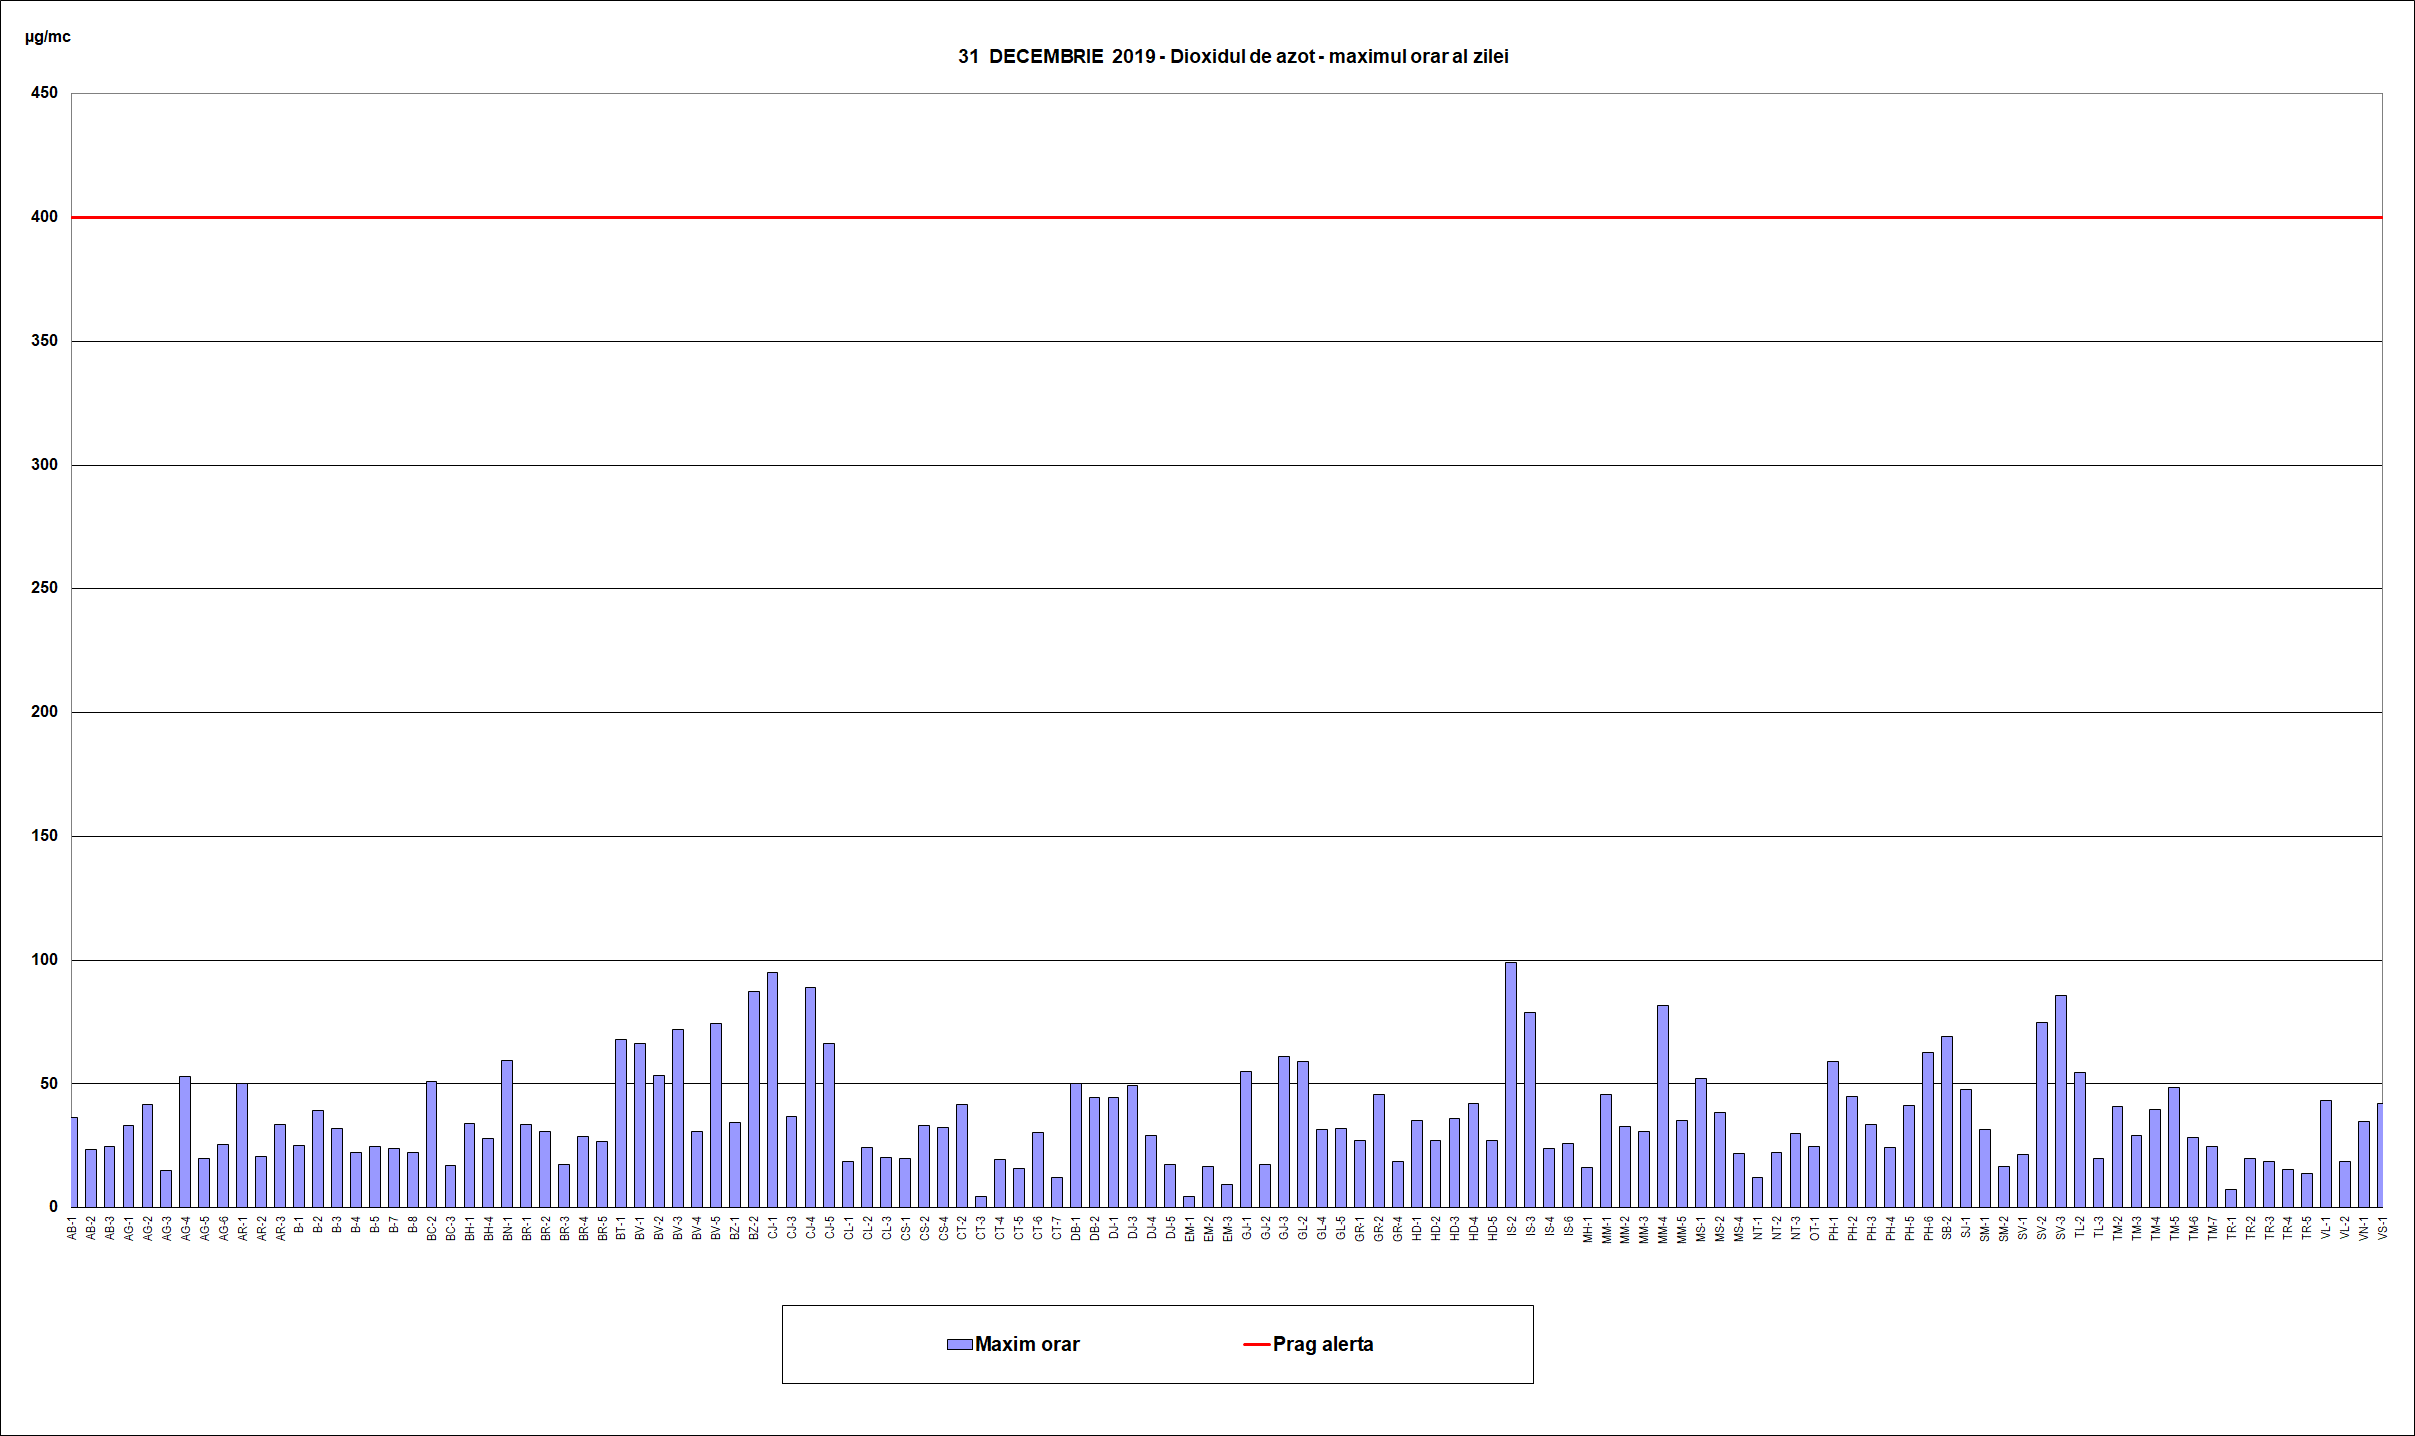 µg/mc
31 DECEMBRIE 2019 - Dioxidul de azot - maximul orar al zilei
450
400
350
300
250
200
150
100
50
0
AB-1 AB-2 AB-3 AG-1 AG-2 AG-3 AG-4 AG-5 AG-6 AR-1 AR-2 AR-3 B-1 B-2 B-3 B-4 B-5 B-7 B-8 BC-2 BC-3 BH-1 BH-4 BN-1 BR-1 BR-2 BR-3 BR-4 BR-5 BT-1 BV-1 BV-2 BV-3 BV-4 BV-5 BZ-1 BZ-2 CJ-1 CJ-3 CJ-4 CJ-5 CL-1 CL-2 CL-3 CS-1 CS-2 CS-4 CT-2 CT-3 CT-4 CT-5 CT-6 CT-7 DB-1 DB-2 DJ-1 DJ-3 DJ-4 DJ-5 EM-1 EM-2 EM-3 GJ-1 GJ-2 GJ-3 GL-2 GL-4 GL-5 GR-1 GR-2 GR-4 HD-1 HD-2 HD-3 HD-4 HD-5 IS-2 IS-3 IS-4 IS-6 MH-1 MM-1 MM-2 MM-3 MM-4 MM-5 MS-1 MS-2 MS-4 NT-1 NT-2 NT-3 OT-1 PH-1 PH-2 PH-3 PH-4 PH-5 PH-6 SB-2 SJ-1 SM-1 SM-2 SV-1 SV-2 SV-3 TL-2 TL-3 TM-2 TM-3 TM-4 TM-5 TM-6 TM-7 TR-1 TR-2 TR-3 TR-4 TR-5 VL-1 VL-2 VN-1 VS-1
Maxim orar Prag alerta